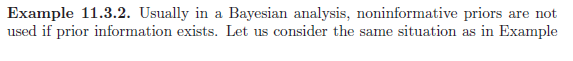 Example 11.3.2. Usually in a Bayesian analysis, noninformative priors are not
used if prior information exists. Let us consider the same situation as in Example